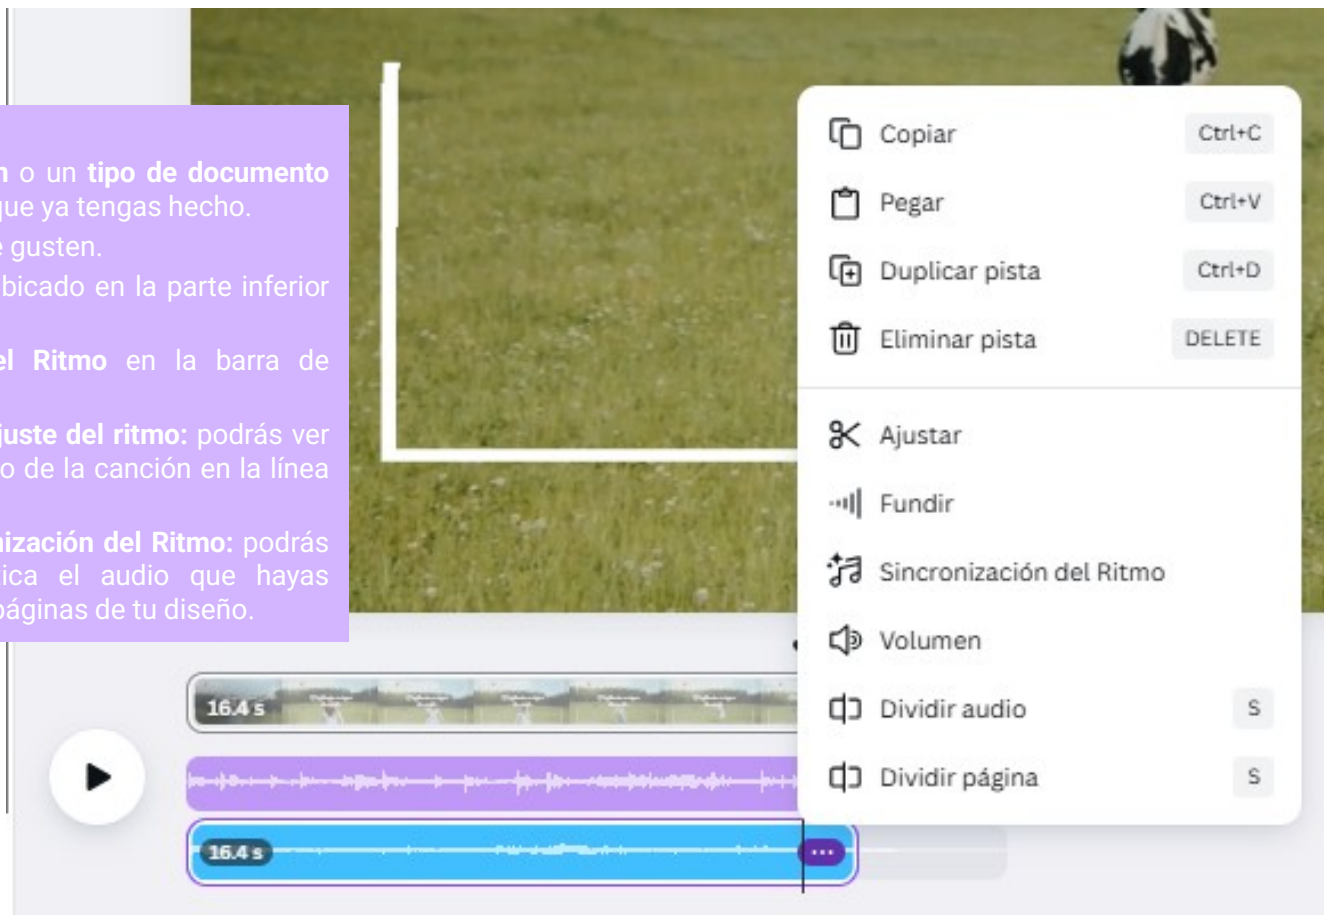 o un tipo de documento
que ya tengas hecho.
gusten.
bicado en la parte inferior
el Ritmo en la barra de
juste del ritmo: podrás ver
o de la canción en la línea
nización del Ritmo: podrás
tica el audio que hayas
páginas de tu diseño.
Copiar Ctrl+C
Pegar Ctrl+V
Duplicar pista Ctrl+D
Eliminar pista DELETE
Ajustar
Fundir
Sincronización del Ritmo
Volumen
Dividir audio S
Dividir página S
16.4 s
16.4 s